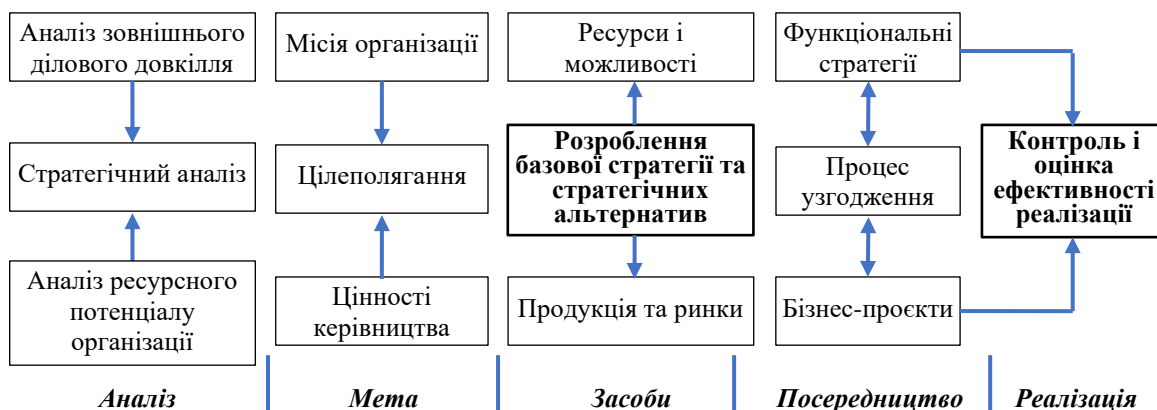 Аналіз зовнішнього
ділового довкілля
Місія організації
Ресурси і
можливості
Функціональні
стратегії
Стратегічний аналіз
Цілеполягання
Розроблення
базової стратегії та
стратегічних
альтернатив
Процес
узгодження
Контроль і
оцінка
ефективності
реалізації
Аналіз ресурсного
потенціалу
організації
Цінності
керівництва
Продукція та ринки
Бізнес-проєкти
Аналіз
Мета
Засоби
Посередництво
Реалізація